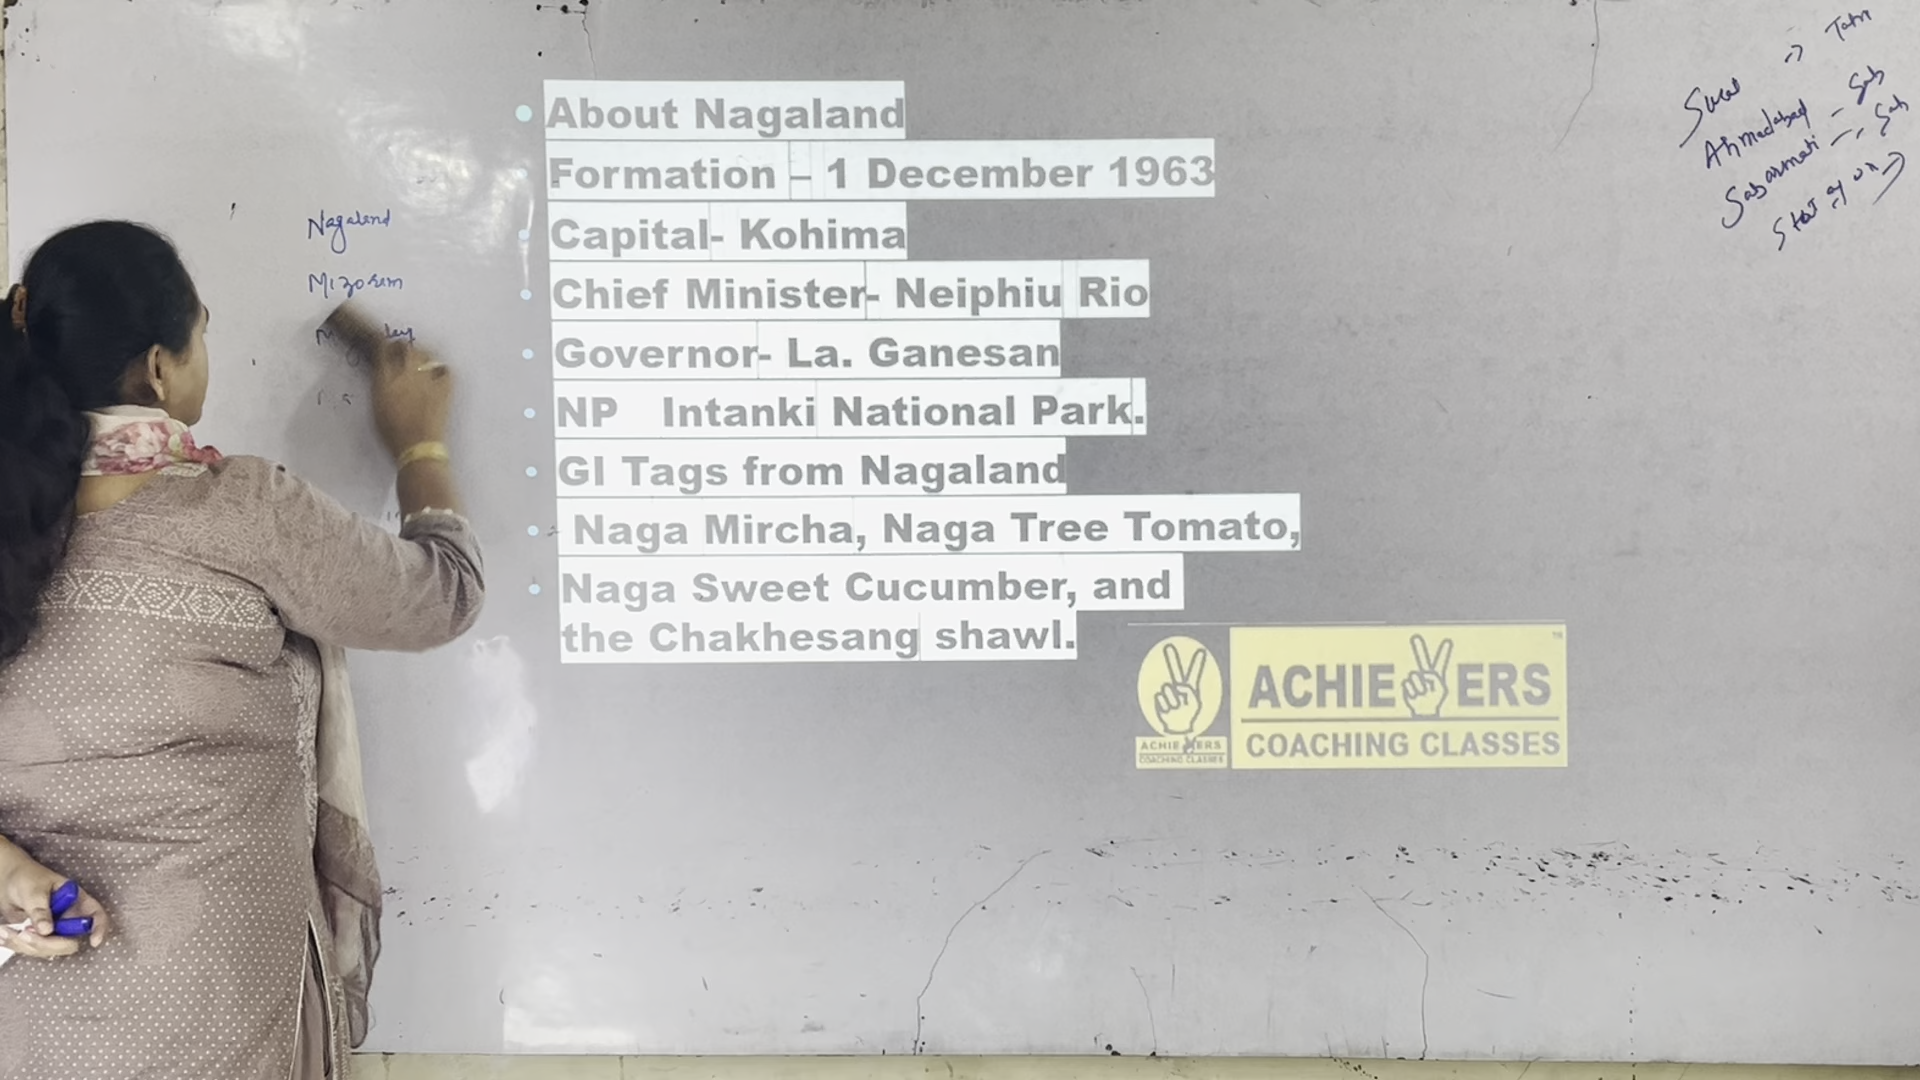 About Nagaland
Formation – 1 December 1963
Capital- Kohima
Chief Minister- Neiphiu Rio
Governor- La. Ganesan
NP Intanki National Park.
GI Tags from Nagaland
- Naga Mircha, Naga Tree Tomato,
Naga Sweet Cucumber, and
the Chakhesang shawl.
Nagaland
Mizoram
Ahmedabad - Sab
Sabarmati - Sab
ACHIEVERS
COACHING CLASSES
ACHIEVERS
COACHING CLASSES